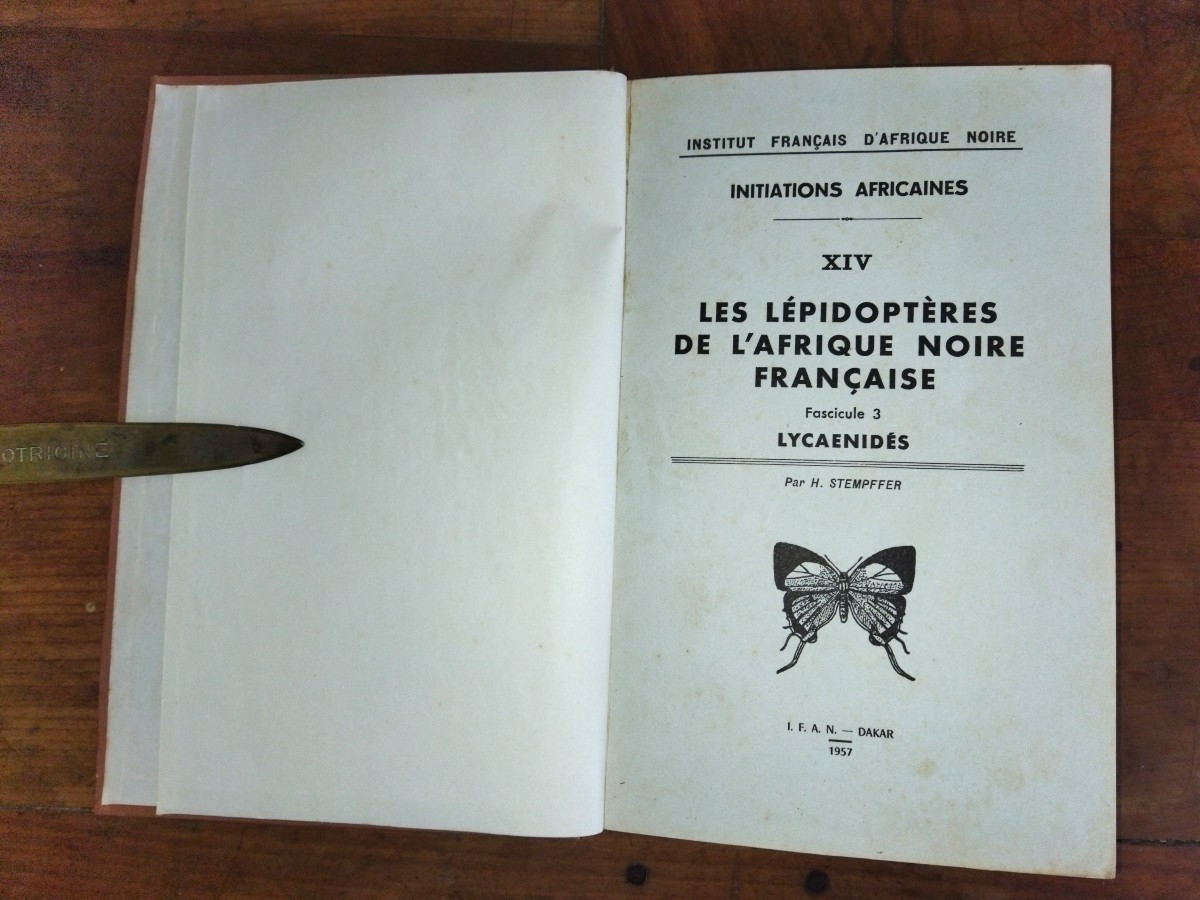 INSTITUT FRANÇAIS D'AFRIQUE NOIRE
INITIATIONS AFRICAINES
XIV
LES LÉPIDOPTÈRES
DE L'AFRIQUE NOIRE
FRANÇAISE
Fascicule 3
LYCAENIDÉS
Par H. STEMPFFER
I. F. A. N. — DAKAR
1957
OTRICINE